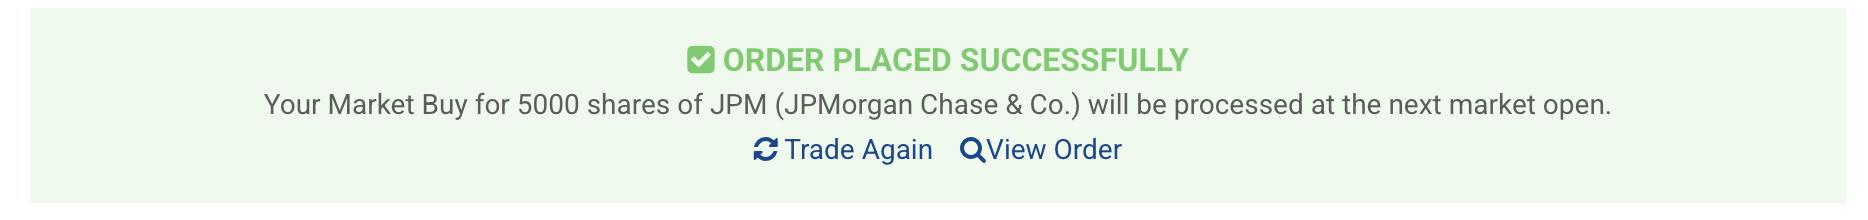 ORDER PLACED SUCCESSFULLY
Your Market Buy for 5000 shares of JPM (JPMorgan Chase & Co.) will be processed at the next market open.
Trade Again View Order